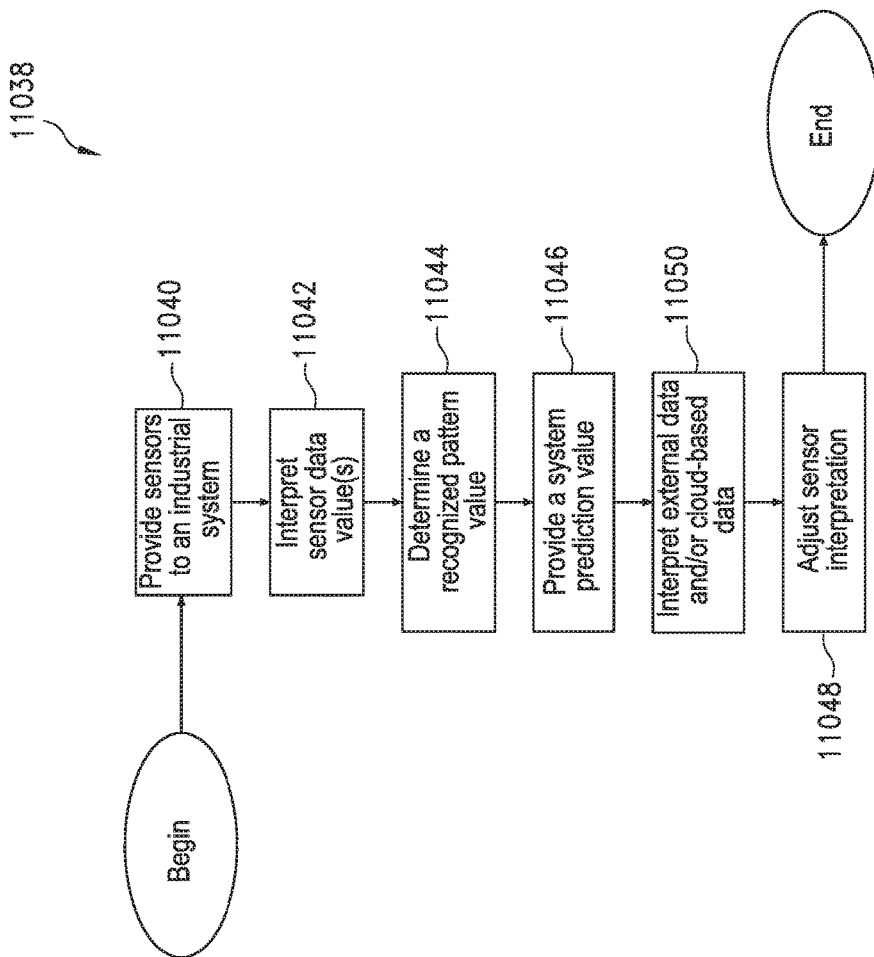 11038
Begin
Provide sensors
to an industrial
system
11040
Interpret
sensor data
value(s)
11042
Determine a
recognized pattern
value
11044
Provide a system
prediction value
11046
Interpret external data
and/or cloud-based
data
11050
Adjust sensor
interpretation
11048
End